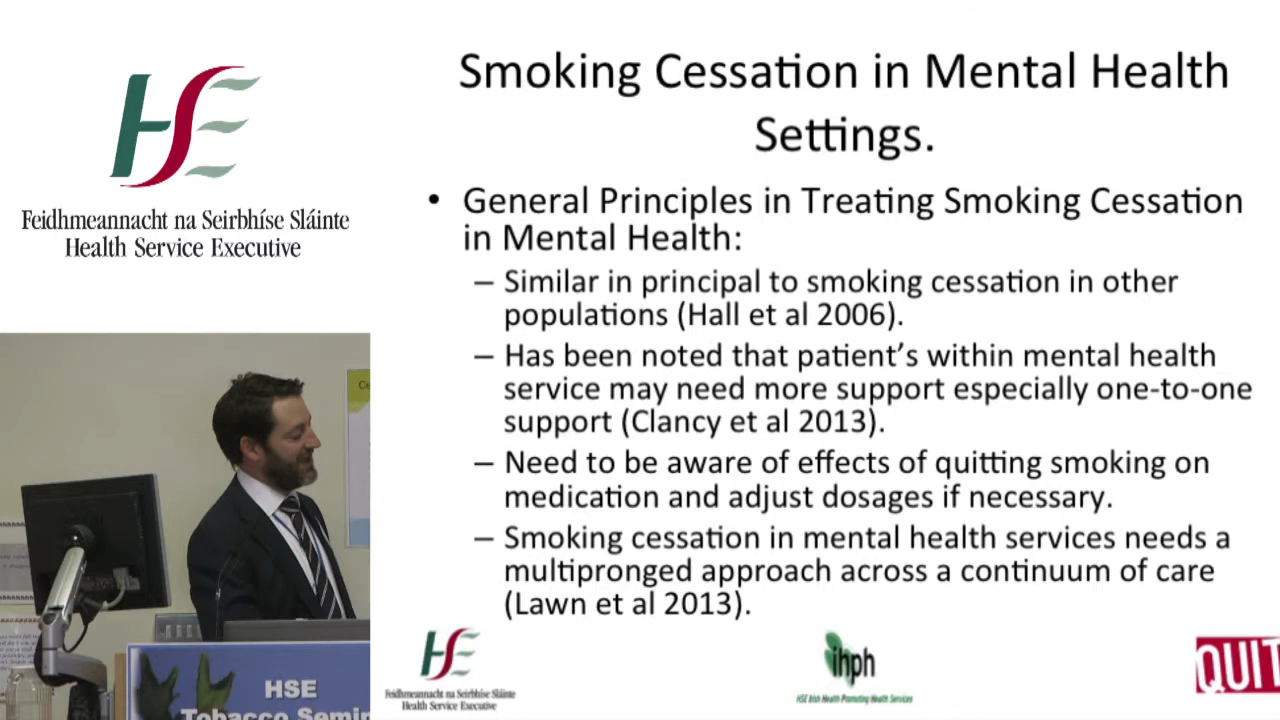 HSE
Feidhmeannacht na Seirbhíse Sláinte
Health Service Executive
Smoking Cessation in Mental Health
Settings.
• General Principles in Treating Smoking Cessation
in Mental Health:
– Similar in principal to smoking cessation in other
populations (Hall et al 2006).
– Has been noted that patient’s within mental health
service may need more support especially one-to-one
support (Clancy et al 2013).
– Need to be aware of effects of quitting smoking on
medication and adjust dosages if necessary.
– Smoking cessation in mental health services needs a
multipronged approach across a continuum of care
(Lawn et al 2013).
HSE
Feidhmeannacht na Seirbhíse Sláinte
Health Service Executive
ihph
HSE Irish Health Promoting Health Services
QUIT
HSE
Tobacco Semin